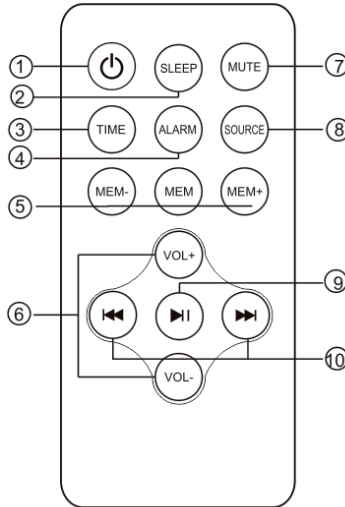 ① SLEEP MUTE ⑦
②
③ TIME ALARM SOURCE ⑧
④
MEM- MEM MEM+
⑤
VOL+
⑨
⑥
⑩
VOL-